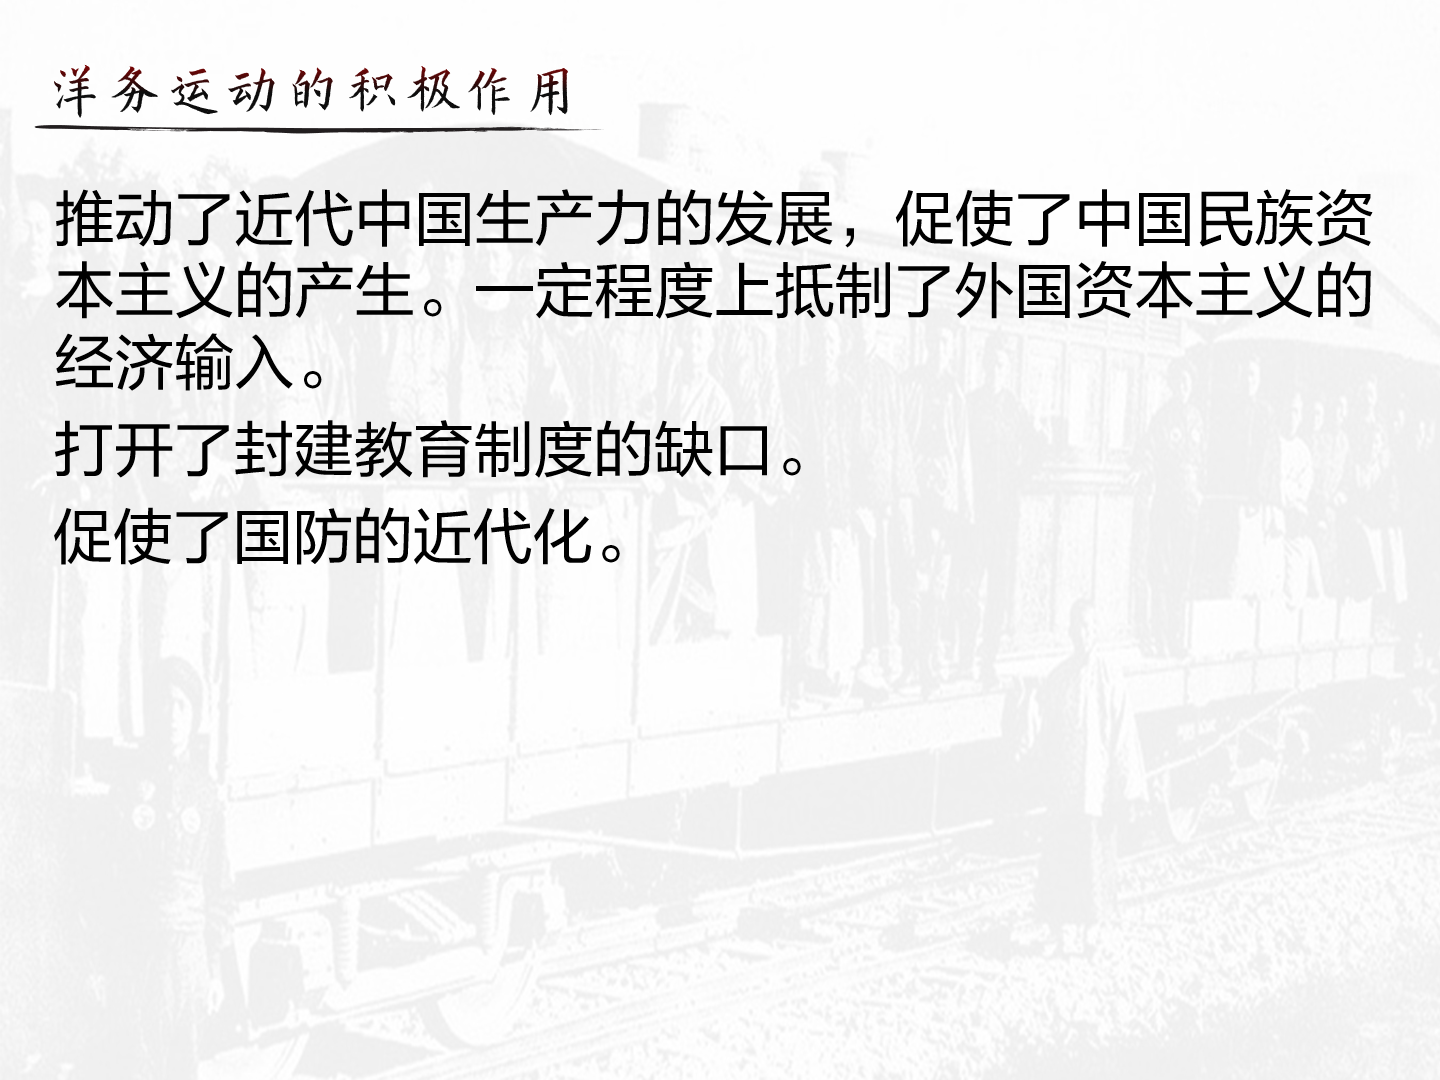 洋务运动的积极作用
推动了近代中国生产力的发展，促使了中国民族资
本主义的产生。一定程度上抵制了外国资本主义的
经济输入。
打开了封建教育制度的缺口。
促使了国防的近代化。